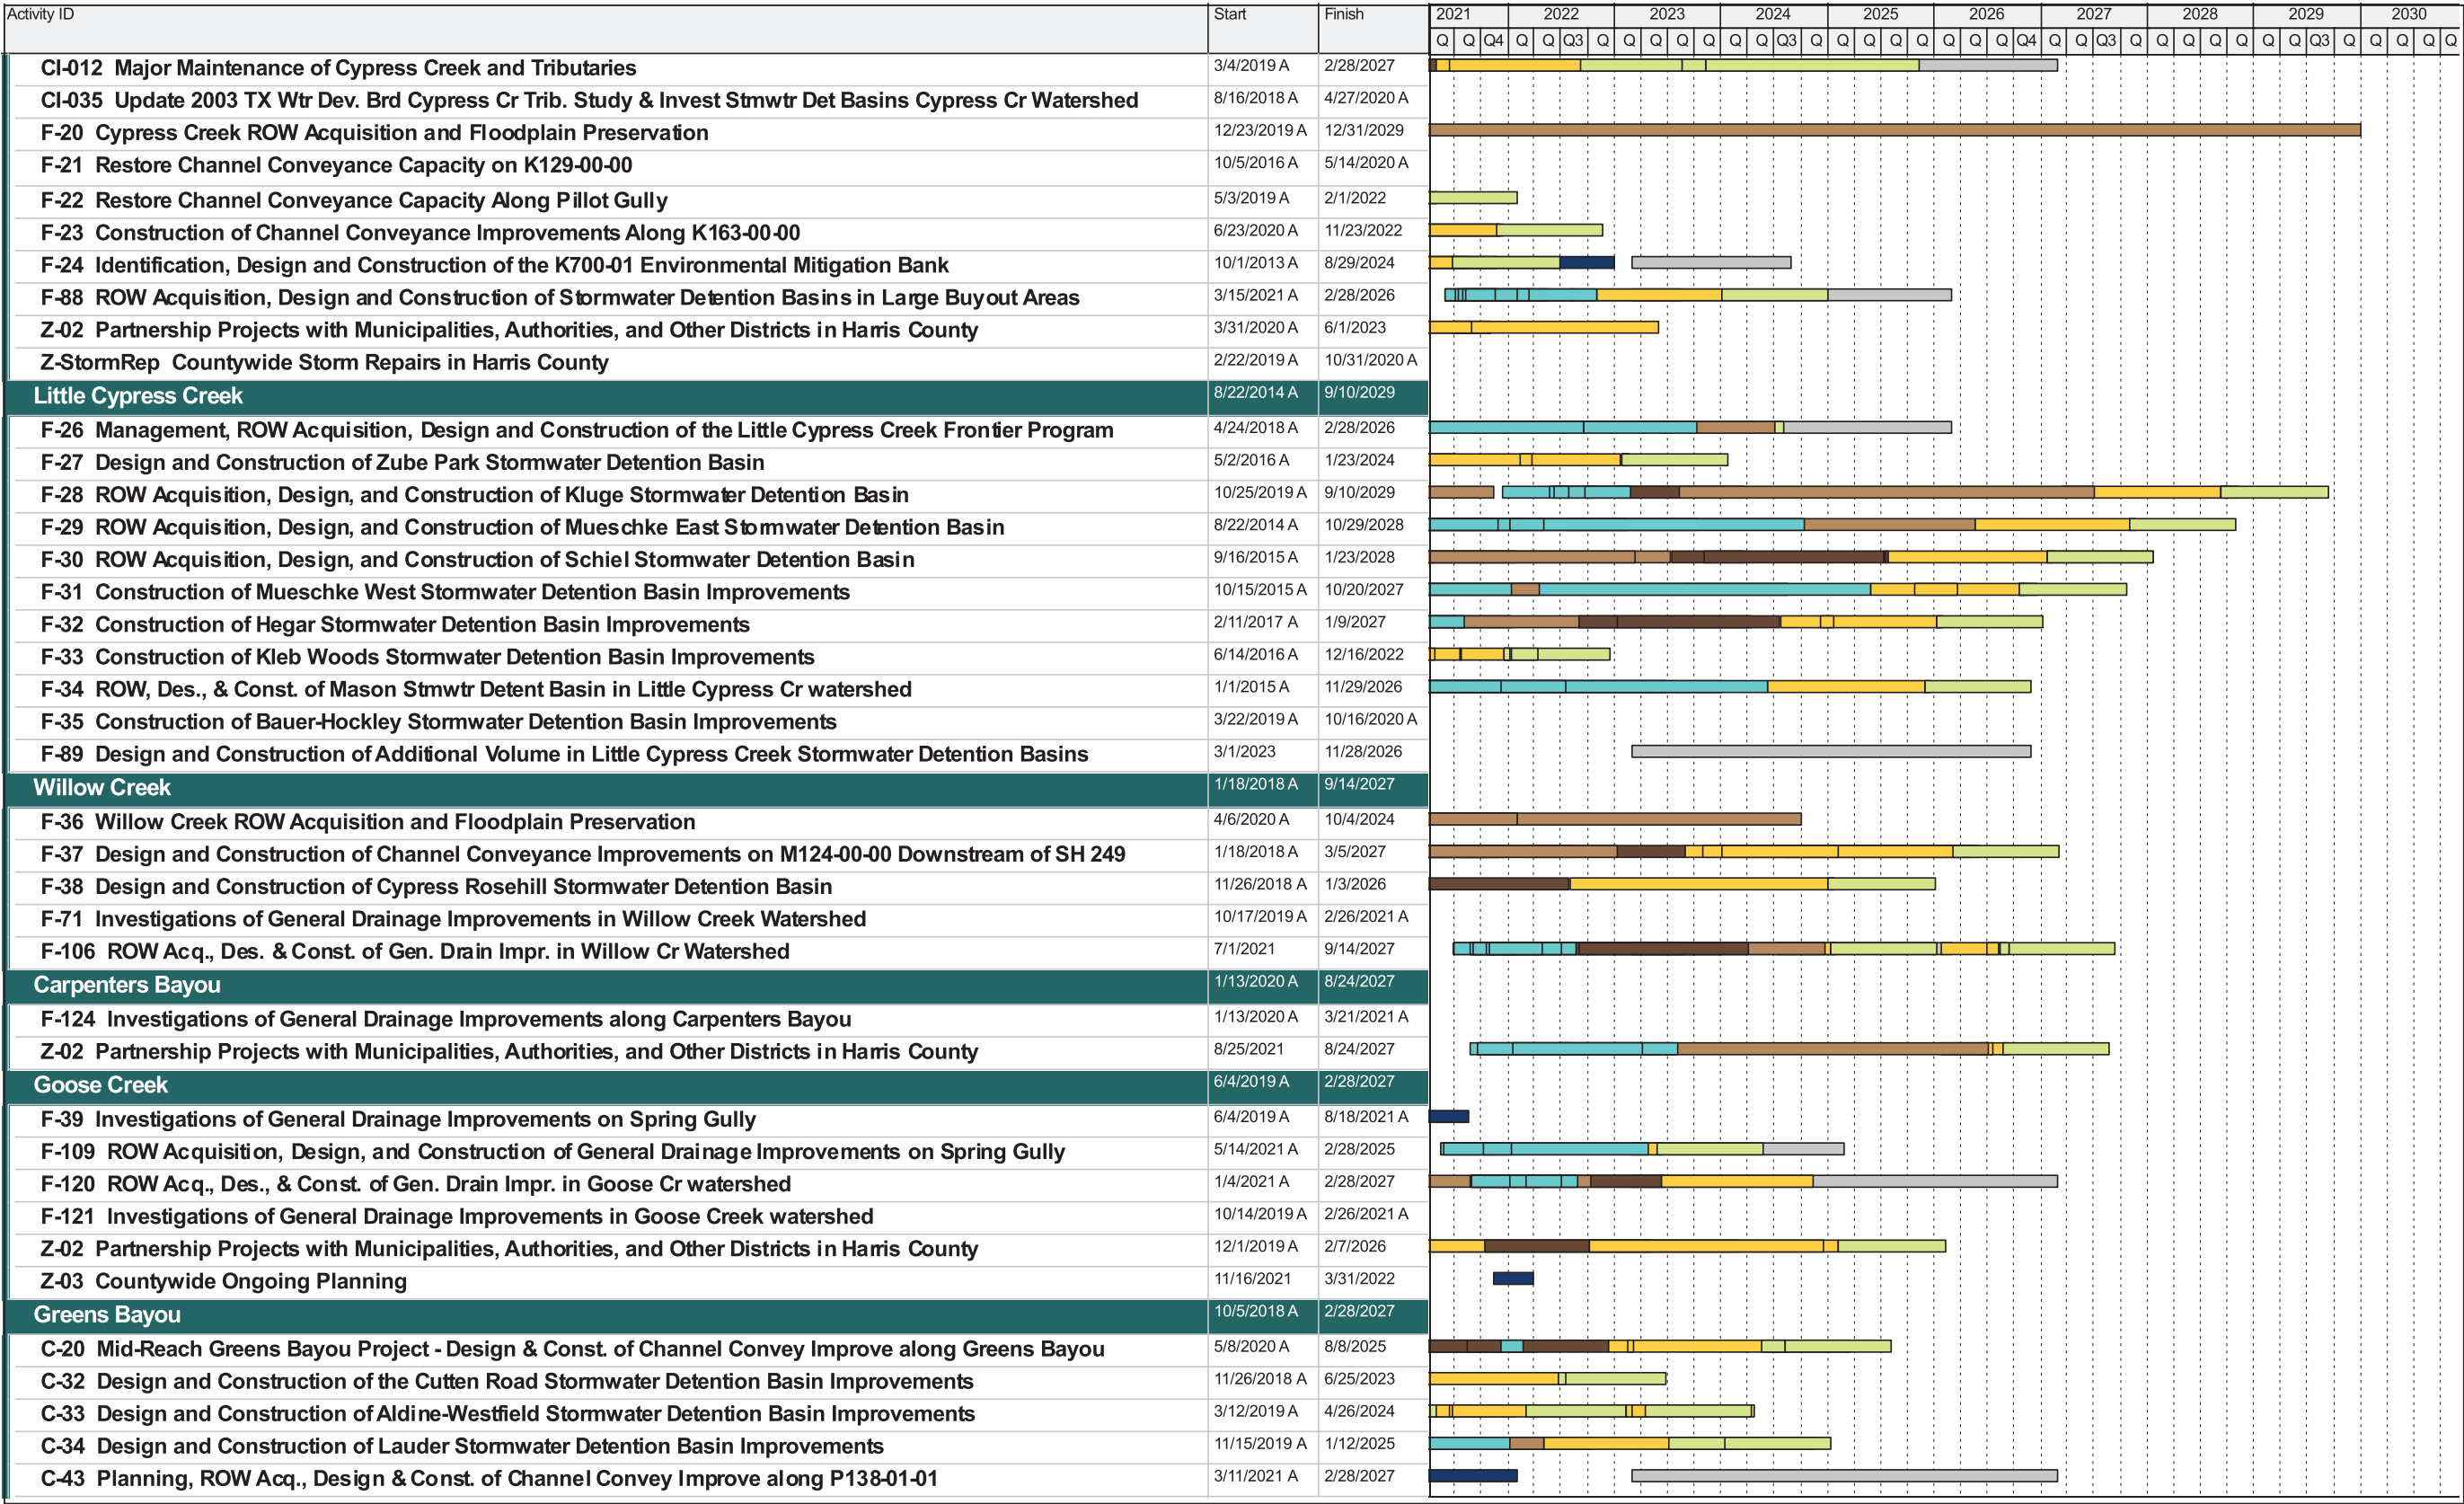 Activity ID Start Finish 2021 2022 2023 2024 2025 2026 2027 2028 2029 2030
Q Q Q4 Q Q Q3 Q Q Q Q Q Q Q3 Q Q Q Q Q Q Q Q Q Q4 Q Q Q3 Q Q Q Q Q Q Q Q3 Q Q Q Q Q
CI-012 Major Maintenance of Cypress Creek and Tributaries 3/4/2019 A 2/28/2027
CI-035 Update 2003 TX Wtr Dev. Brd Cypress Cr Trib. Study & Invest Stmwtr Det Basins Cypress Cr Watershed 8/16/2018 A 4/27/2020 A
F-20 Cypress Creek ROW Acquisition and Floodplain Preservation 12/23/2019 A 12/31/2029
F-21 Restore Channel Conveyance Capacity on K129-00-00 10/5/2016 A 5/14/2020 A
F-22 Restore Channel Conveyance Capacity Along Pillot Gully 5/3/2019 A 2/1/2022
F-23 Construction of Channel Conveyance Improvements Along K163-00-00 6/23/2020 A 11/23/2022
F-24 Identification, Design and Construction of the K700-01 Environmental Mitigation Bank 10/1/2013 A 8/29/2024
F-88 ROW Acquisition, Design and Construction of Stormwater Detention Basins in Large Buyout Areas 3/15/2021 A 2/28/2026
Z-02 Partnership Projects with Municipalities, Authorities, and Other Districts in Harris County 3/31/2020 A 6/1/2023
Z-StormRep Countywide Storm Repairs in Harris County 2/22/2019 A 10/31/2020 A
Little Cypress Creek 8/22/2014 A 9/10/2029
F-26 Management, ROW Acquisition, Design and Construction of the Little Cypress Creek Frontier Program 4/24/2018 A 2/28/2026
F-27 Design and Construction of Zube Park Stormwater Detention Basin 5/2/2016 A 1/23/2024
F-28 ROW Acquisition, Design, and Construction of Kluge Stormwater Detention Basin 10/25/2019 A 9/10/2029
F-29 ROW Acquisition, Design, and Construction of Mueschke East Stormwater Detention Basin 8/22/2014 A 10/29/2028
F-30 ROW Acquisition, Design, and Construction of Schiel Stormwater Detention Basin 9/16/2015 A 1/23/2028
F-31 Construction of Mueschke West Stormwater Detention Basin Improvements 10/15/2015 A 10/20/2027
F-32 Construction of Hegar Stormwater Detention Basin Improvements 2/11/2017 A 1/9/2027
F-33 Construction of Kleb Woods Stormwater Detention Basin Improvements 6/14/2016 A 12/16/2022
F-34 ROW, Des., & Const. of Mason Stmwtr Detent Basin in Little Cypress Cr watershed 1/1/2015 A 11/29/2026
F-35 Construction of Bauer-Hockley Stormwater Detention Basin Improvements 3/22/2019 A 10/16/2020 A
F-89 Design and Construction of Additional Volume in Little Cypress Creek Stormwater Detention Basins 3/1/2023 11/28/2026
Willow Creek 1/18/2018 A 9/14/2027
F-36 Willow Creek ROW Acquisition and Floodplain Preservation 4/6/2020 A 10/4/2024
F-37 Design and Construction of Channel Conveyance Improvements on M124-00-00 Downstream of SH 249 1/18/2018 A 3/5/2027
F-38 Design and Construction of Cypress Rosehill Stormwater Detention Basin 11/26/2018 A 1/3/2026
F-71 Investigations of General Drainage Improvements in Willow Creek Watershed 10/17/2019 A 2/26/2021 A
F-106 ROW Acq., Des. & Const. of Gen. Drain Impr. in Willow Cr Watershed 7/1/2021 9/14/2027
Carpenters Bayou 1/13/2020 A 8/24/2027
F-124 Investigations of General Drainage Improvements along Carpenters Bayou 1/13/2020 A 3/21/2021 A
Z-02 Partnership Projects with Municipalities, Authorities, and Other Districts in Harris County 8/25/2021 8/24/2027
Goose Creek 6/4/2019 A 2/28/2027
F-39 Investigations of General Drainage Improvements on Spring Gully 6/4/2019 A 8/18/2021 A
F-109 ROW Acquisition, Design, and Construction of General Drainage Improvements on Spring Gully 5/14/2021 A 2/28/2025
F-120 ROW Acq., Des., & Const. of Gen. Drain Impr. in Goose Cr watershed 1/4/2021 A 2/28/2027
F-121 Investigations of General Drainage Improvements in Goose Creek watershed 10/14/2019 A 2/26/2021 A
Z-02 Partnership Projects with Municipalities, Authorities, and Other Districts in Harris County 12/1/2019 A 2/7/2026
Z-03 Countywide Ongoing Planning 11/16/2021 3/31/2022
Greens Bayou 10/5/2018 A 2/28/2027
C-20 Mid-Reach Greens Bayou Project - Design & Const. of Channel Convey Improve along Greens Bayou 5/8/2020 A 8/8/2025
C-32 Design and Construction of the Cutten Road Stormwater Detention Basin Improvements 11/26/2018 A 6/25/2023
C-33 Design and Construction of Aldine-Westfield Stormwater Detention Basin Improvements 3/12/2019 A 4/26/2024
C-34 Design and Construction of Lauder Stormwater Detention Basin Improvements 11/15/2019 A 1/12/2025
C-43 Planning, ROW Acq., Design & Const. of Channel Convey Improve along P138-01-01 3/11/2021 A 2/28/2027